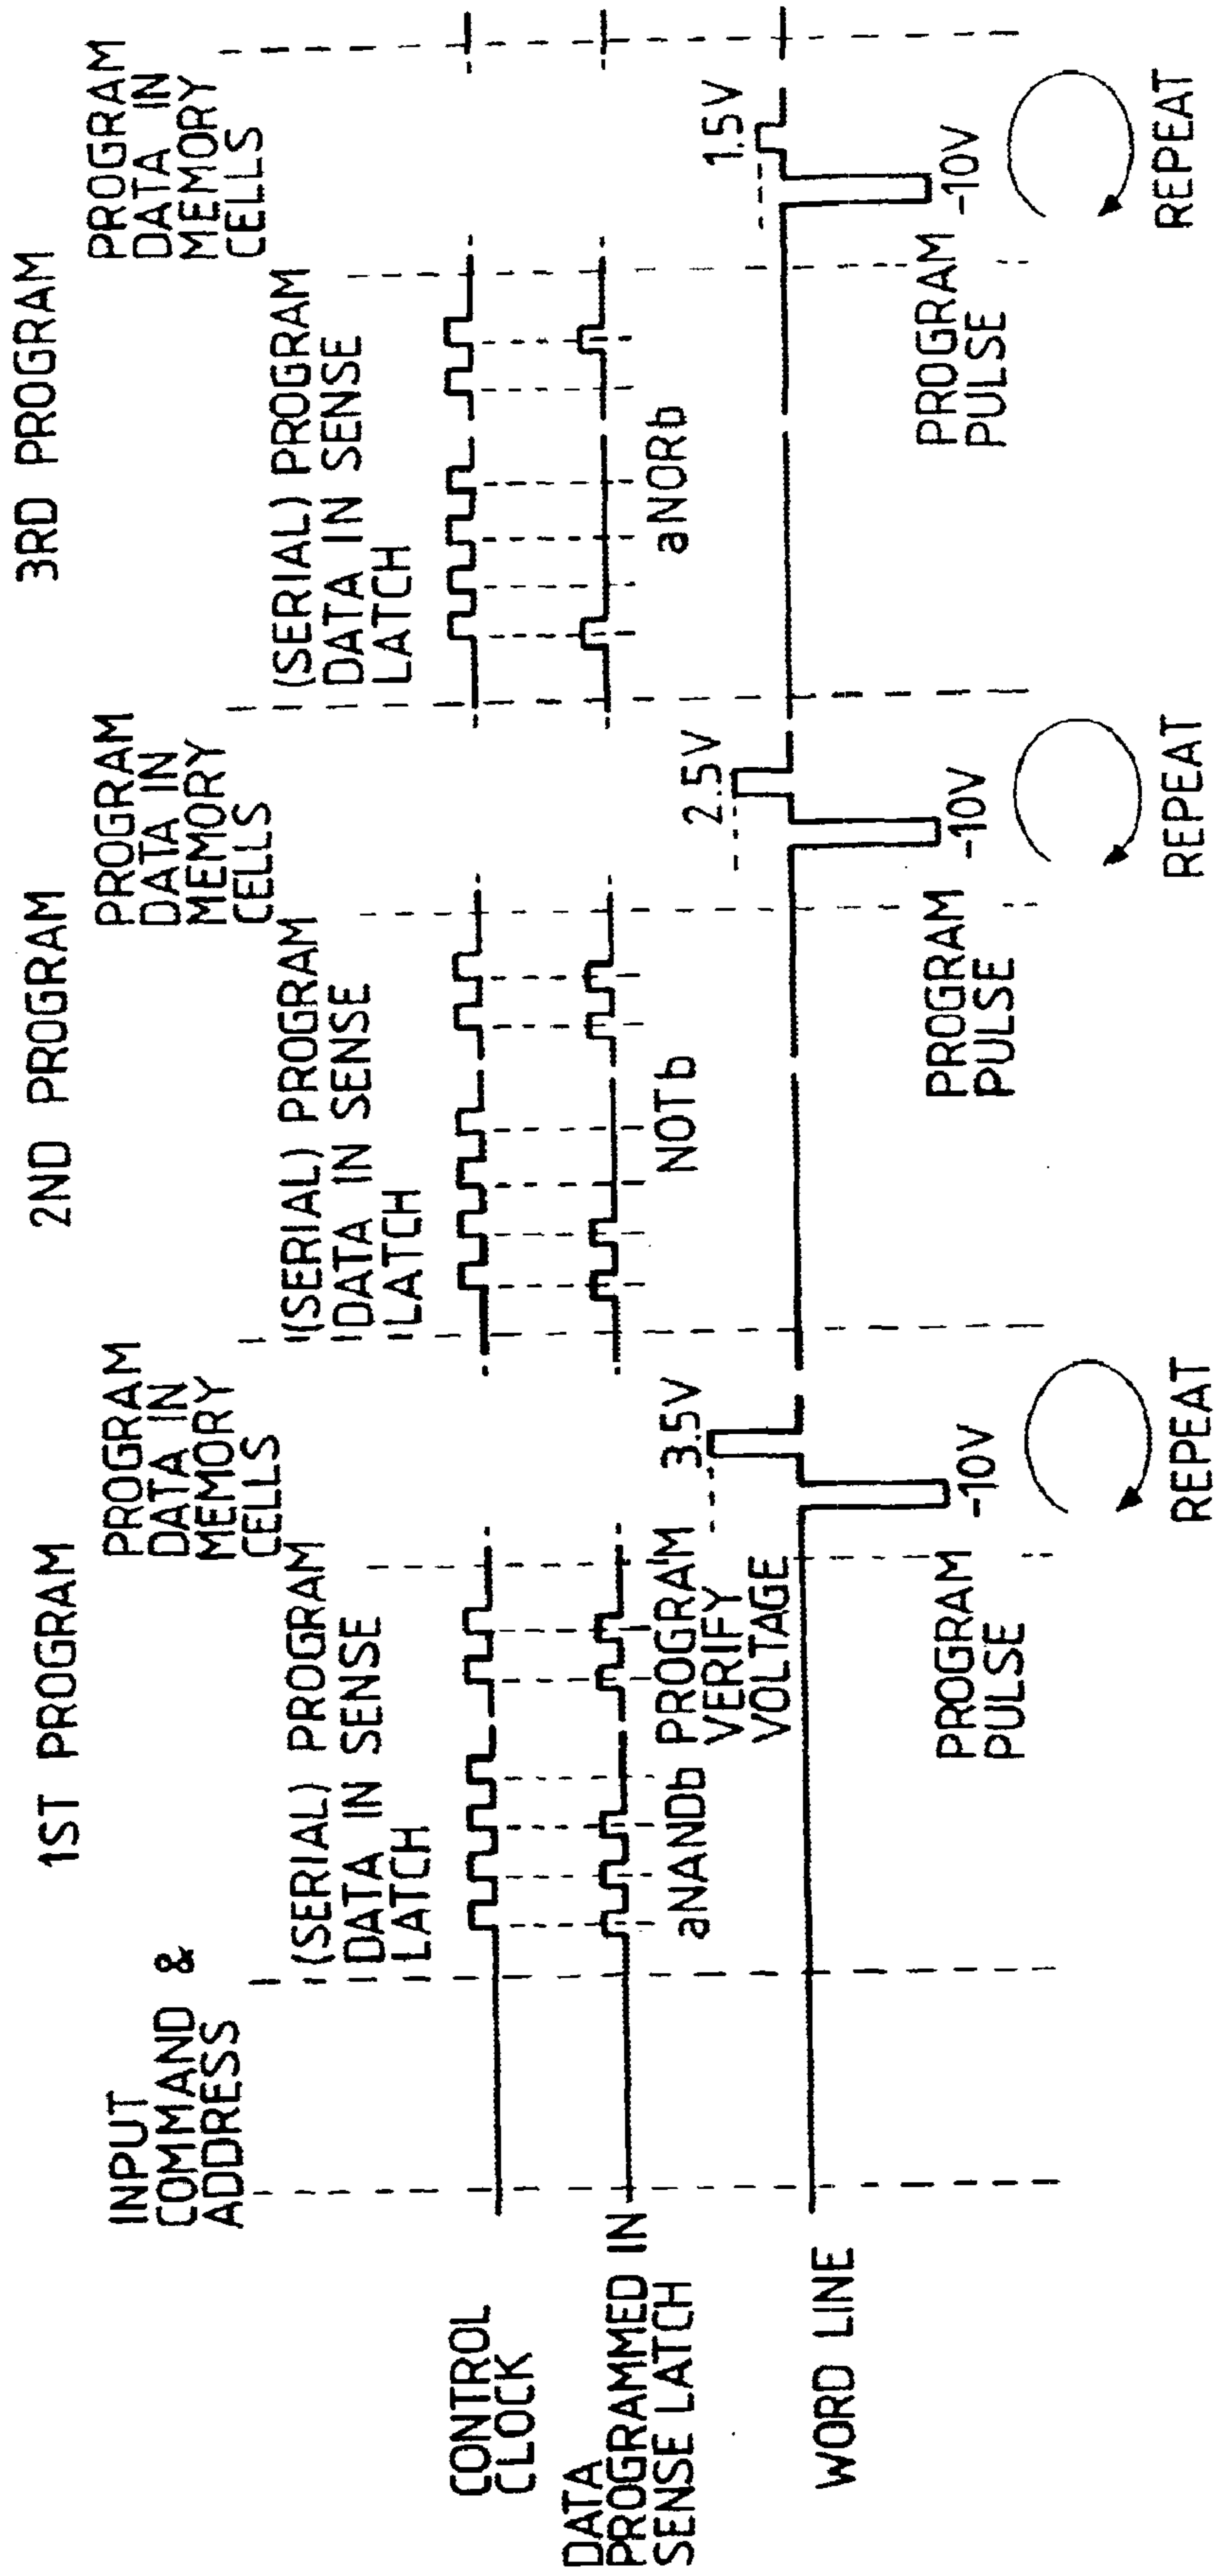 1ST PROGRAM
2ND PROGRAM
3RD PROGRAM
INPUT
COMMAND &
ADDRESS
PROGRAM
DATA IN
MEMORY
CELLS
PROGRAM
DATA IN
MEMORY
CELLS
PROGRAM
DATA IN
MEMORY
CELLS
(SERIAL) PROGRAM
DATA IN SENSE
LATCH
(SERIAL) PROGRAM
DATA IN SENSE
LATCH
(SERIAL) PROGRAM
DATA IN SENSE
LATCH
CONTROL
CLOCK
DATA
PROGRAMMED IN
SENSE LATCH
aNANDb
NOTb
aNORb
PROGRAM
VERIFY
VOLTAGE
3.5V
2.5V
1.5V
WORD LINE
-10V
-10V
-10V
PROGRAM
PULSE
PROGRAM
PULSE
PROGRAM
PULSE
REPEAT
REPEAT
REPEAT